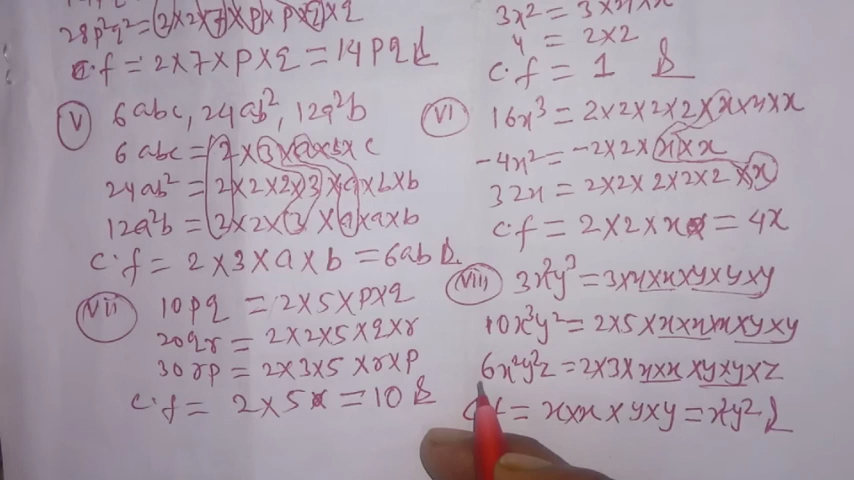 28p²q² = 2×2×7×p×p×q×q
C.f = 2×7×p×q = 14pq
V 6abc, 24ab², 12a²b
6abc = 2×3×a×b×c
24ab² = 2×2×2×3×a×b×b
12a²b = 2×2×3×a×a×b
C.f = 2×3×a×b = 6ab
VII 10pq = 2×5×p×q
20qr = 2×2×5×q×r
30rp = 2×3×5×r×p
C.f = 2×5 = 10
3x² = 3×x×x
4 = 2×2
C.f = 1
VI 16x³ = 2×2×2×2×x×x×x
-4x² = -2×2×x×x
32x = 2×2×2×2×2×x
C.f = 2×2×x = 4x
VIII 3x²y³ = 3×x×x×y×y×y
10x³y² = 2×5×x×x×x×y×y
6x²y²z = 2×3×x×x×y×y×z
= x×x×y×y = x²y²